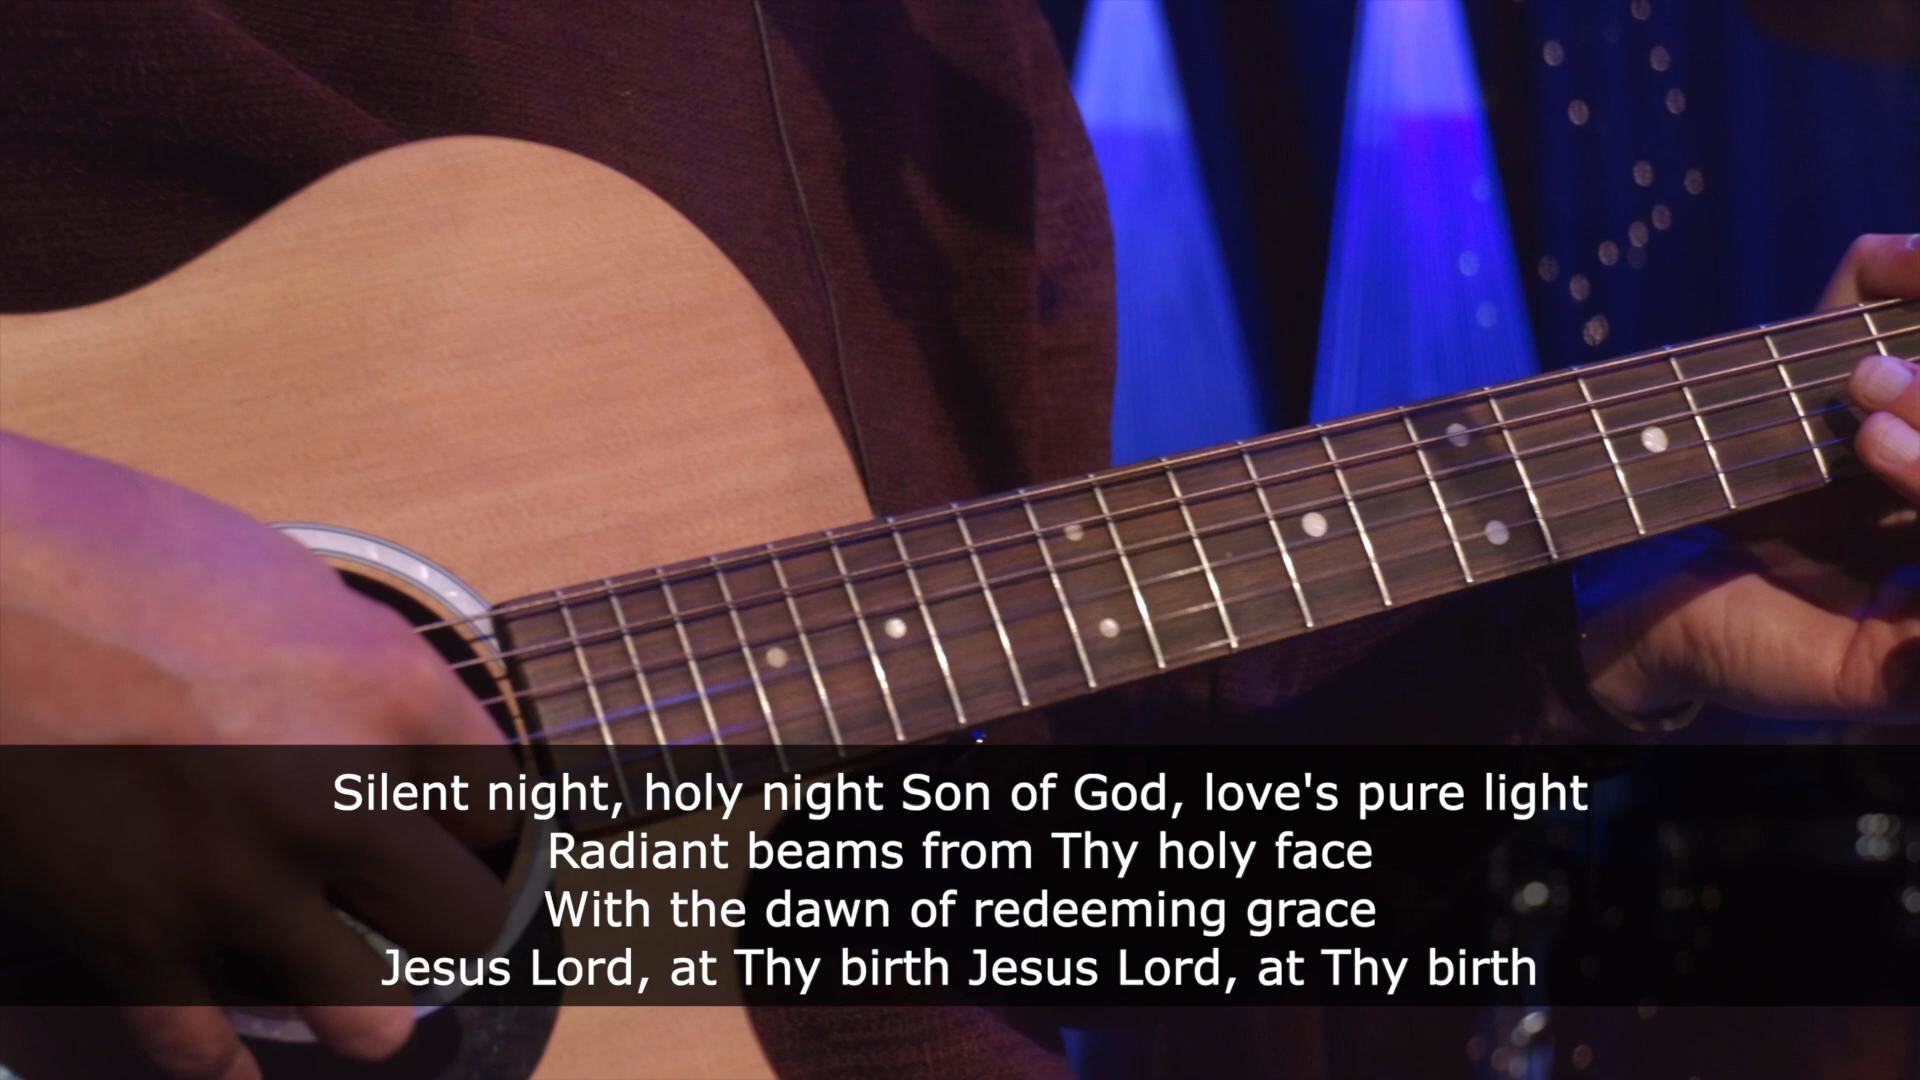 Silent night, holy night Son of God, love's pure light
Radiant beams from Thy holy face
With the dawn of redeeming grace
Jesus Lord, at Thy birth Jesus Lord, at Thy birth